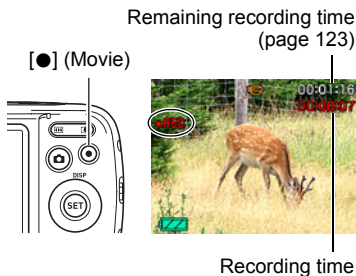 Remaining recording time
(page 123)
[●] (Movie)
00:01:16
00:00:07
●REC
DISP
SET
Recording time